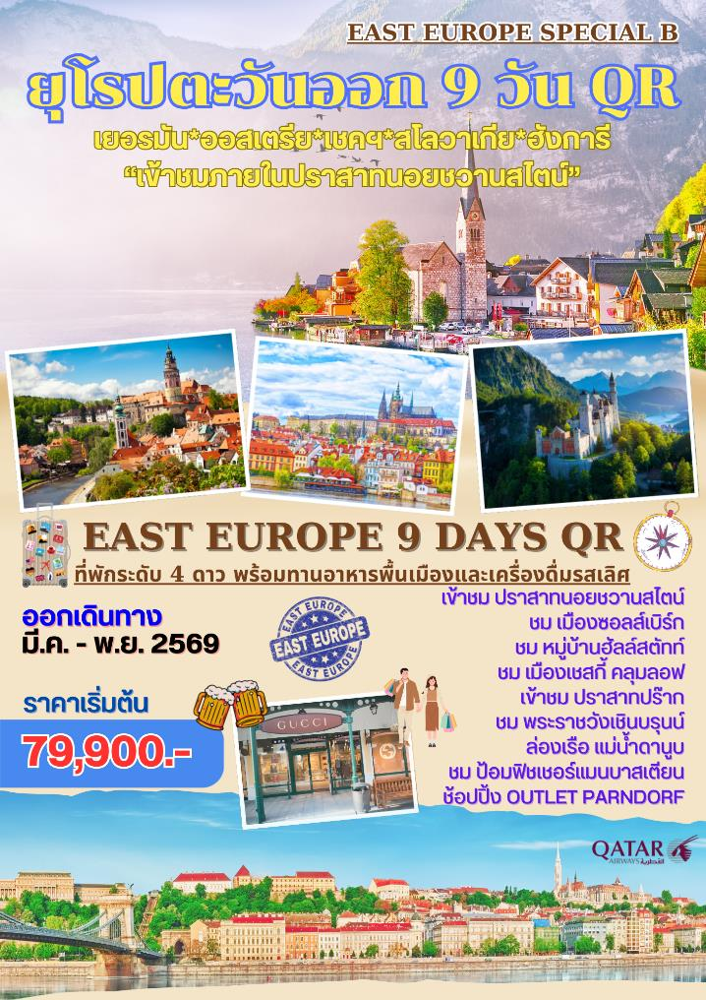 EAST EUROPE SPECIAL B
ยุโรปตะวันออก 9 วัน QR
เยอรมัน*ออสเตรีย*เชคฯ*สโลวาเกีย*ฮังการี
“เข้าชมภายในปราสาทนอยชวานสไตน์”
EAST EUROPE 9 DAYS QR
ที่พักระดับ 4 ดาว พร้อมทานอาหารพื้นเมืองและเครื่องดื่มรสเลิศ
ออกเดินทาง
มี.ค. - พ.ย. 2569
EAST EUROPE
EAST EUROPE
EAST EUROPE
ราคาเริ่มต้น
79,900.-
GUCCI
เข้าชม ปราสาทนอยชวานสไตน์
ชม เมืองซอลส์เบิร์ก
ชม หมู่บ้านฮัลล์สตัทท์
ชม เมืองเชสกี้ คลุมลอฟ
เข้าชม ปราสาทปร๊าก
ชม พระราชวังเชินบรุนน์
ล่องเรือ แม่น้ำดานูบ
ชม ป้อมฟิชเชอร์แมนบาสเตียน
ช้อปปิ้ง OUTLET PARNDORF
QATAR
AIRWAYS القطرية